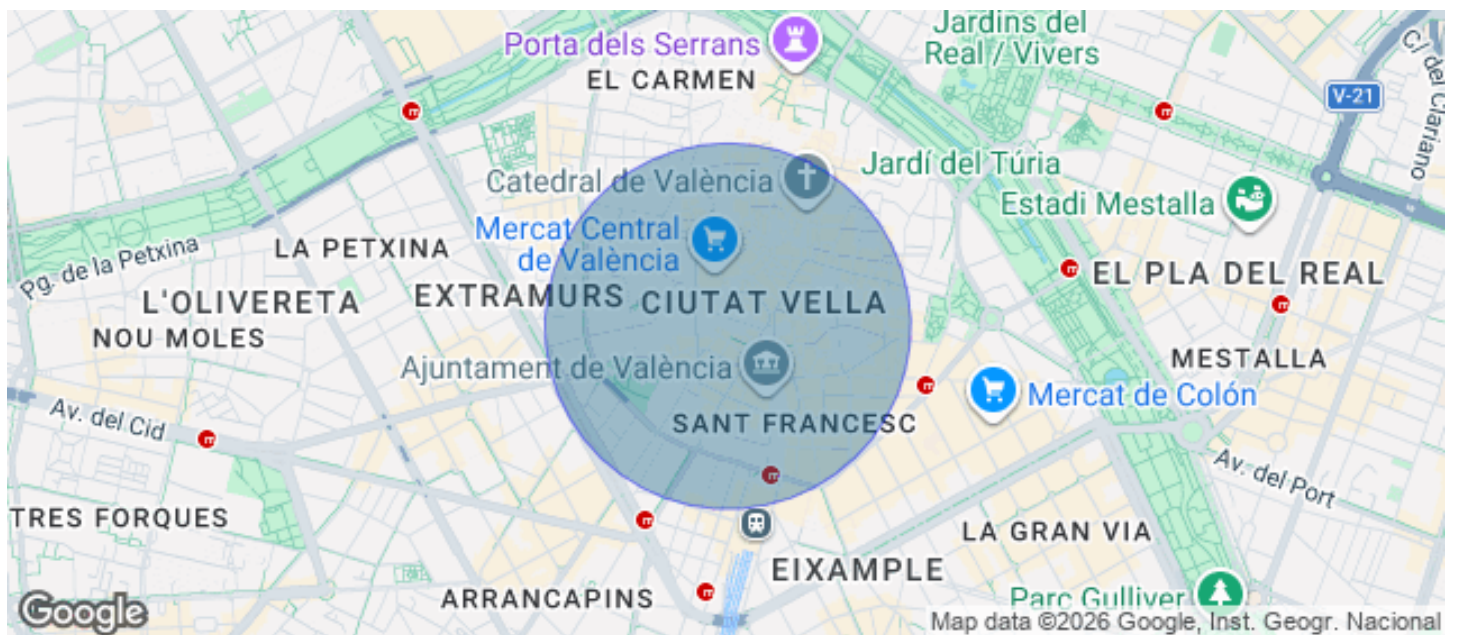 Jardins del
Real / Vivers
Porta dels Serrans
EL CARMEN
V-21
Cl del Clariano
Catedral de València
Jardí del Túria
Estadi Mestalla
Mercat Central
de València
Pg. de la Petxina
LA PETXINA
EL PLA DEL REAL
L'OLIVERETA
EXTRAMURS
CIUTAT VELLA
NOU MOLES
MESTALLA
Ajuntament de València
Mercat de Colón
Av. del Cid
SANT FRANCESC
Av. del Port
TRES FORQUES
LA GRAN VIA
EIXAMPLE
ARRANCAPINS
Parc Gulliver
Google
Map data ©2026 Google, Inst. Geogr. Nacional